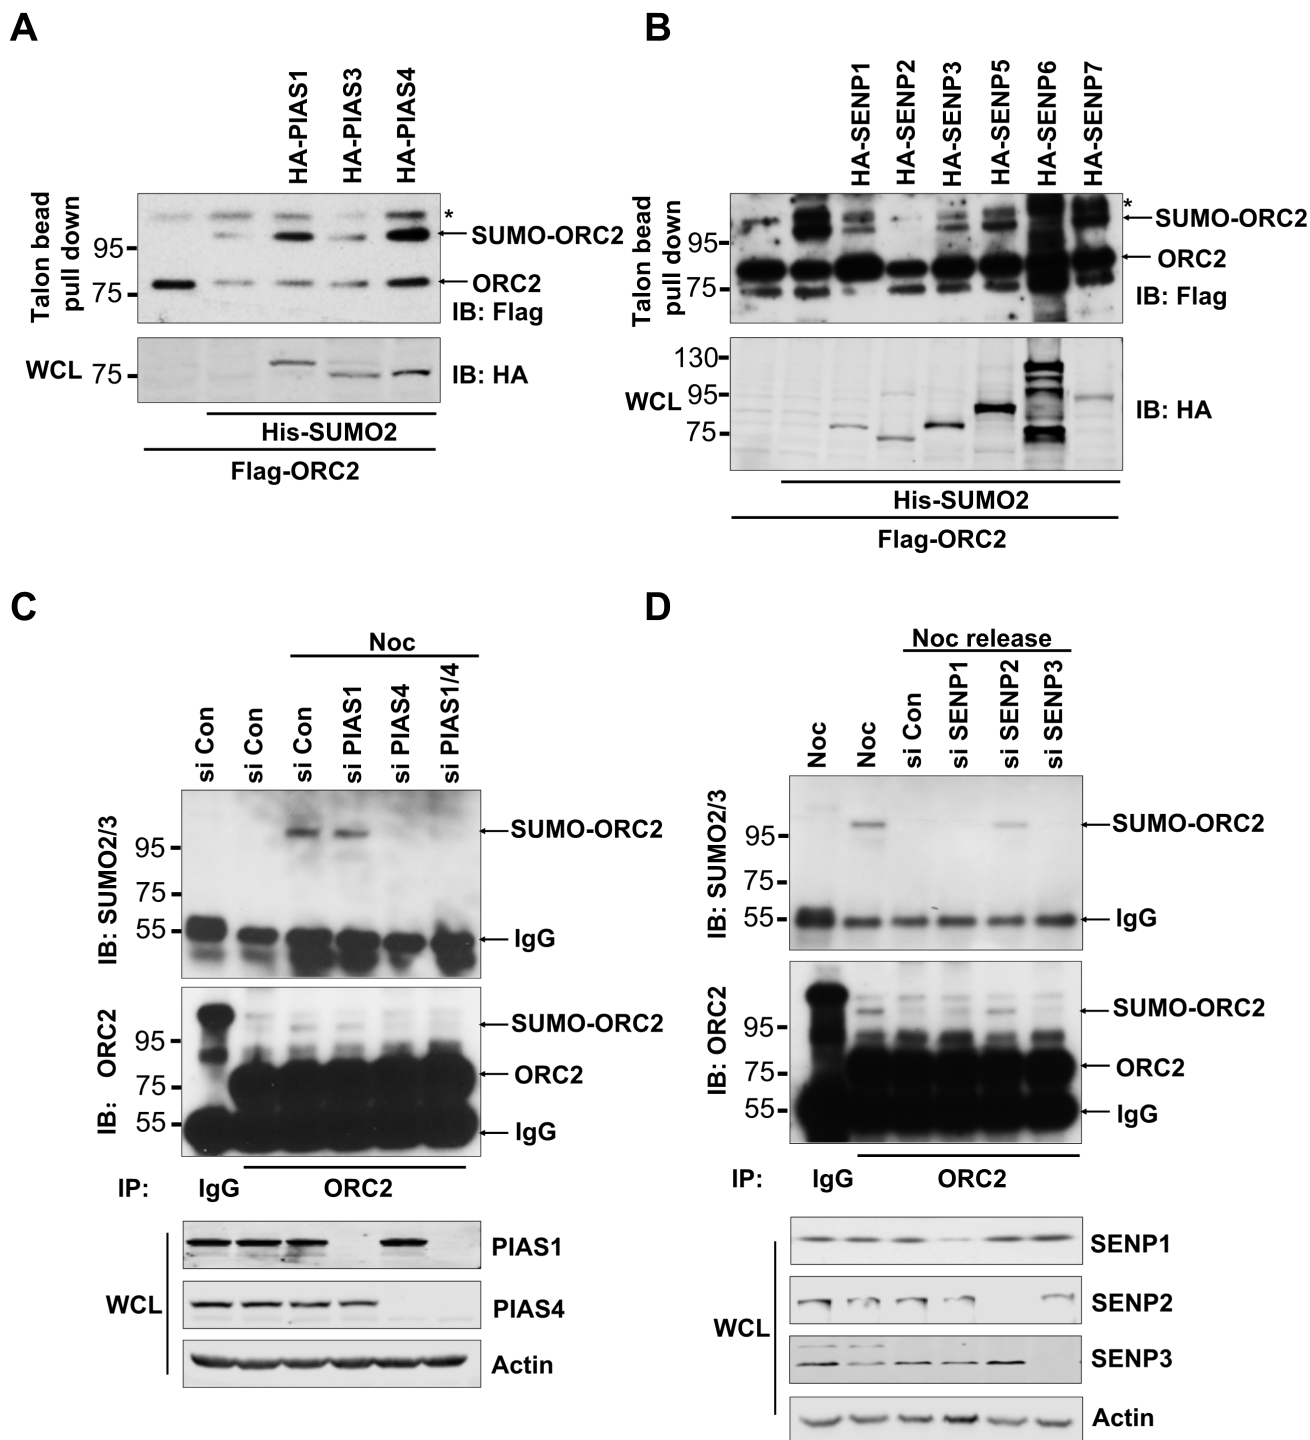 A
HA-PIAS1
HA-PIAS3
HA-PIAS4
Talon bead
pull down
*
95
SUMO-ORC2
75
ORC2
IB: Flag
WCL
75
IB: HA
His-SUMO2
Flag-ORC2
B
HA-SENP1
HA-SENP2
HA-SENP3
HA-SENP5
HA-SENP6
HA-SENP7
Talon bead
pull down
*
SUMO-ORC2
95
ORC2
75
IB: Flag
WCL
130
95
75
IB: HA
His-SUMO2
Flag-ORC2
C
Noc
si Con
si Con
si Con
si PIAS1
si PIAS4
si PIAS1/4
IB: SUMO2/3
SUMO-ORC2
95
75
55
IgG
IB: ORC2
SUMO-ORC2
95
ORC2
75
55
IgG
IP:
IgG
ORC2
WCL
PIAS1
PIAS4
Actin
D
Noc release
Noc
Noc
si Con
si SENP1
si SENP2
si SENP3
IB: SUMO2/3
SUMO-ORC2
95
75
55
IgG
IB: ORC2
SUMO-ORC2
95
ORC2
75
55
IgG
IP:
IgG
ORC2
WCL
SENP1
SENP2
SENP3
Actin